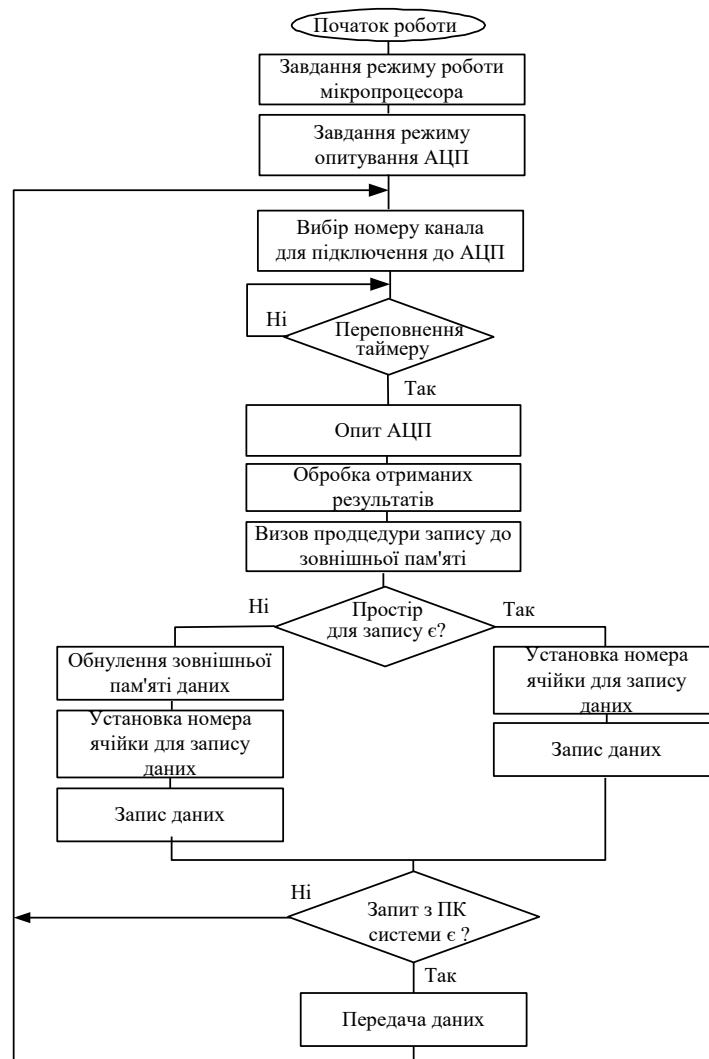 Початок роботи
Завдання режиму роботи
мікропроцесора
Завдання режиму
опитування АЦП
Вибір номеру канала
для підключення до АЦП
Ні
Переповнення
таймеру
Так
Опит АЦП
Обробка отриманих
результатів
Визов продцедури запису до
зовнішньої пам'яті
Ні
Простір
для запису є?
Так
Обнулення зовнішньої
пам'яті даних
Установка номера
ячійки для запису
даних
Запис даних
Установка номера
ячійки для запису
даних
Запис даних
Ні
Запит з ПК
системи є ?
Так
Передача даних